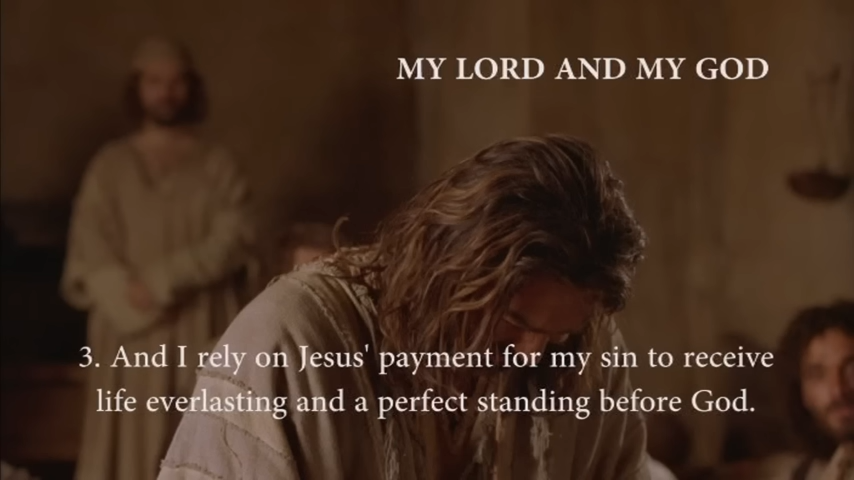 MY LORD AND MY GOD
3. And I rely on Jesus' payment for my sin to receive
life everlasting and a perfect standing before God.